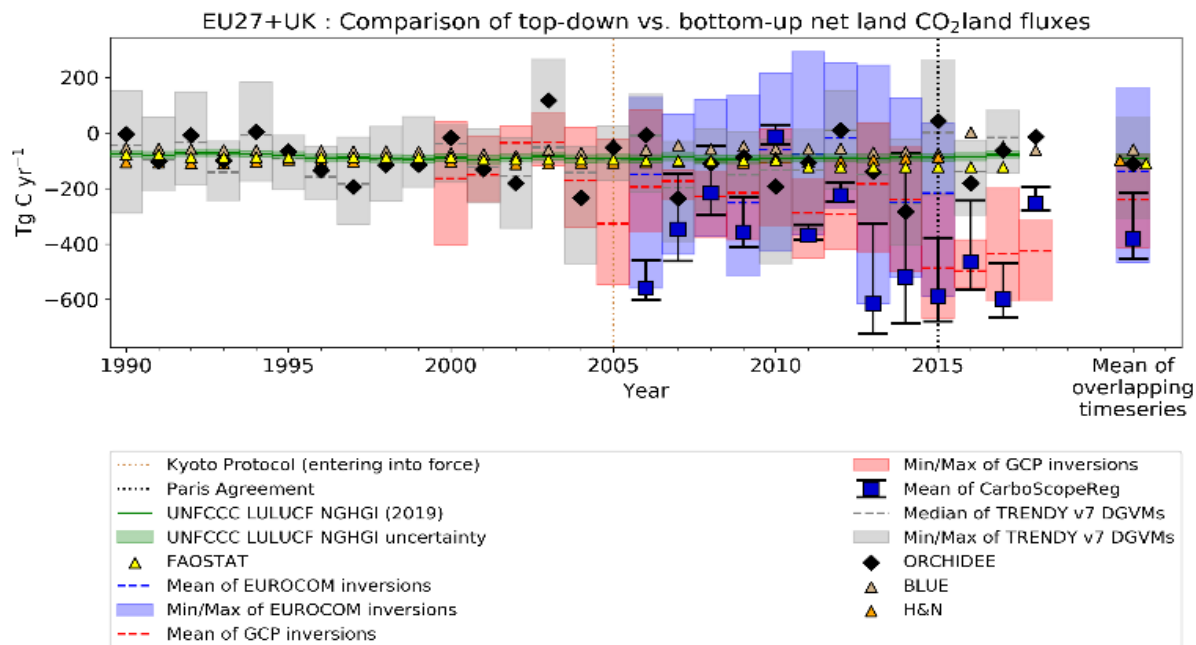 EU27+UK : Comparison of top-down vs. bottom-up net land CO₂land fluxes
Tg C yr⁻¹
200
0
−200
−400
−600
1990
1995
2000
2005
2010
2015
Mean of
overlapping
timeseries
Year
Kyoto Protocol (entering into force)
Paris Agreement
UNFCCC LULUCF NGHGI (2019)
UNFCCC LULUCF NGHGI uncertainty
FAOSTAT
Mean of EUROCOM inversions
Min/Max of EUROCOM inversions
Mean of GCP inversions
Min/Max of GCP inversions
Mean of CarboScopeReg
Median of TRENDY v7 DGVMs
Min/Max of TRENDY v7 DGVMs
ORCHIDEE
BLUE
H&N